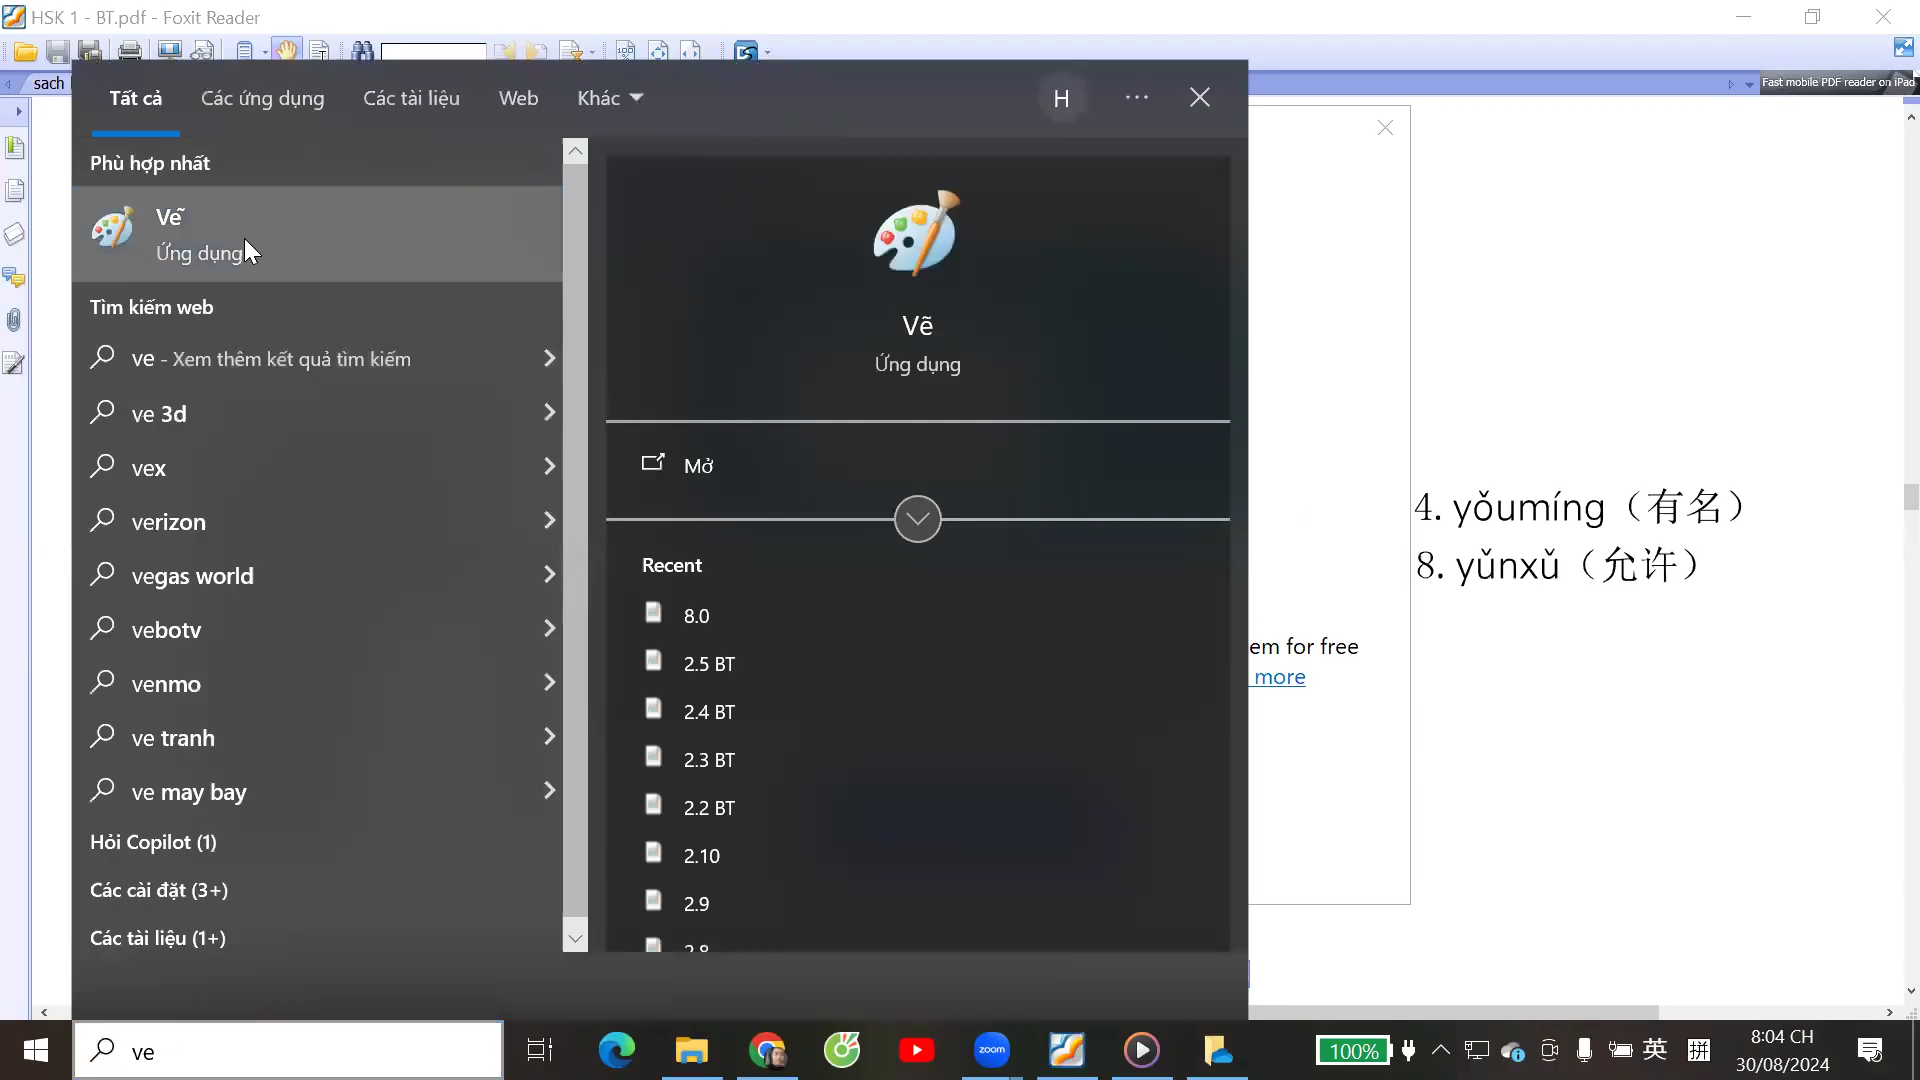 HSK 1 - BT.pdf - Foxit Reader
sach
Fast mobile PDF reader on iPad
Tất cả
Các ứng dụng
Các tài liệu
Web
Khác
H
Phù hợp nhất
Vẽ
Ứng dụng
Tìm kiếm web
ve - Xem thêm kết quả tìm kiếm
ve 3d
vex
verizon
vegas world
vebotv
venmo
ve tranh
ve may bay
Hỏi Copilot (1)
Các cài đặt (3+)
Các tài liệu (1+)
Vẽ
Ứng dụng
Mở
Recent
8.0
2.5 BT
2.4 BT
2.3 BT
2.2 BT
2.10
2.9
2.8
em for free
more
4. yǒumíng（有名）
8. yǔnxǔ（允许）
ve
zoom
100%
英
拼
8:04 CH
30/08/2024